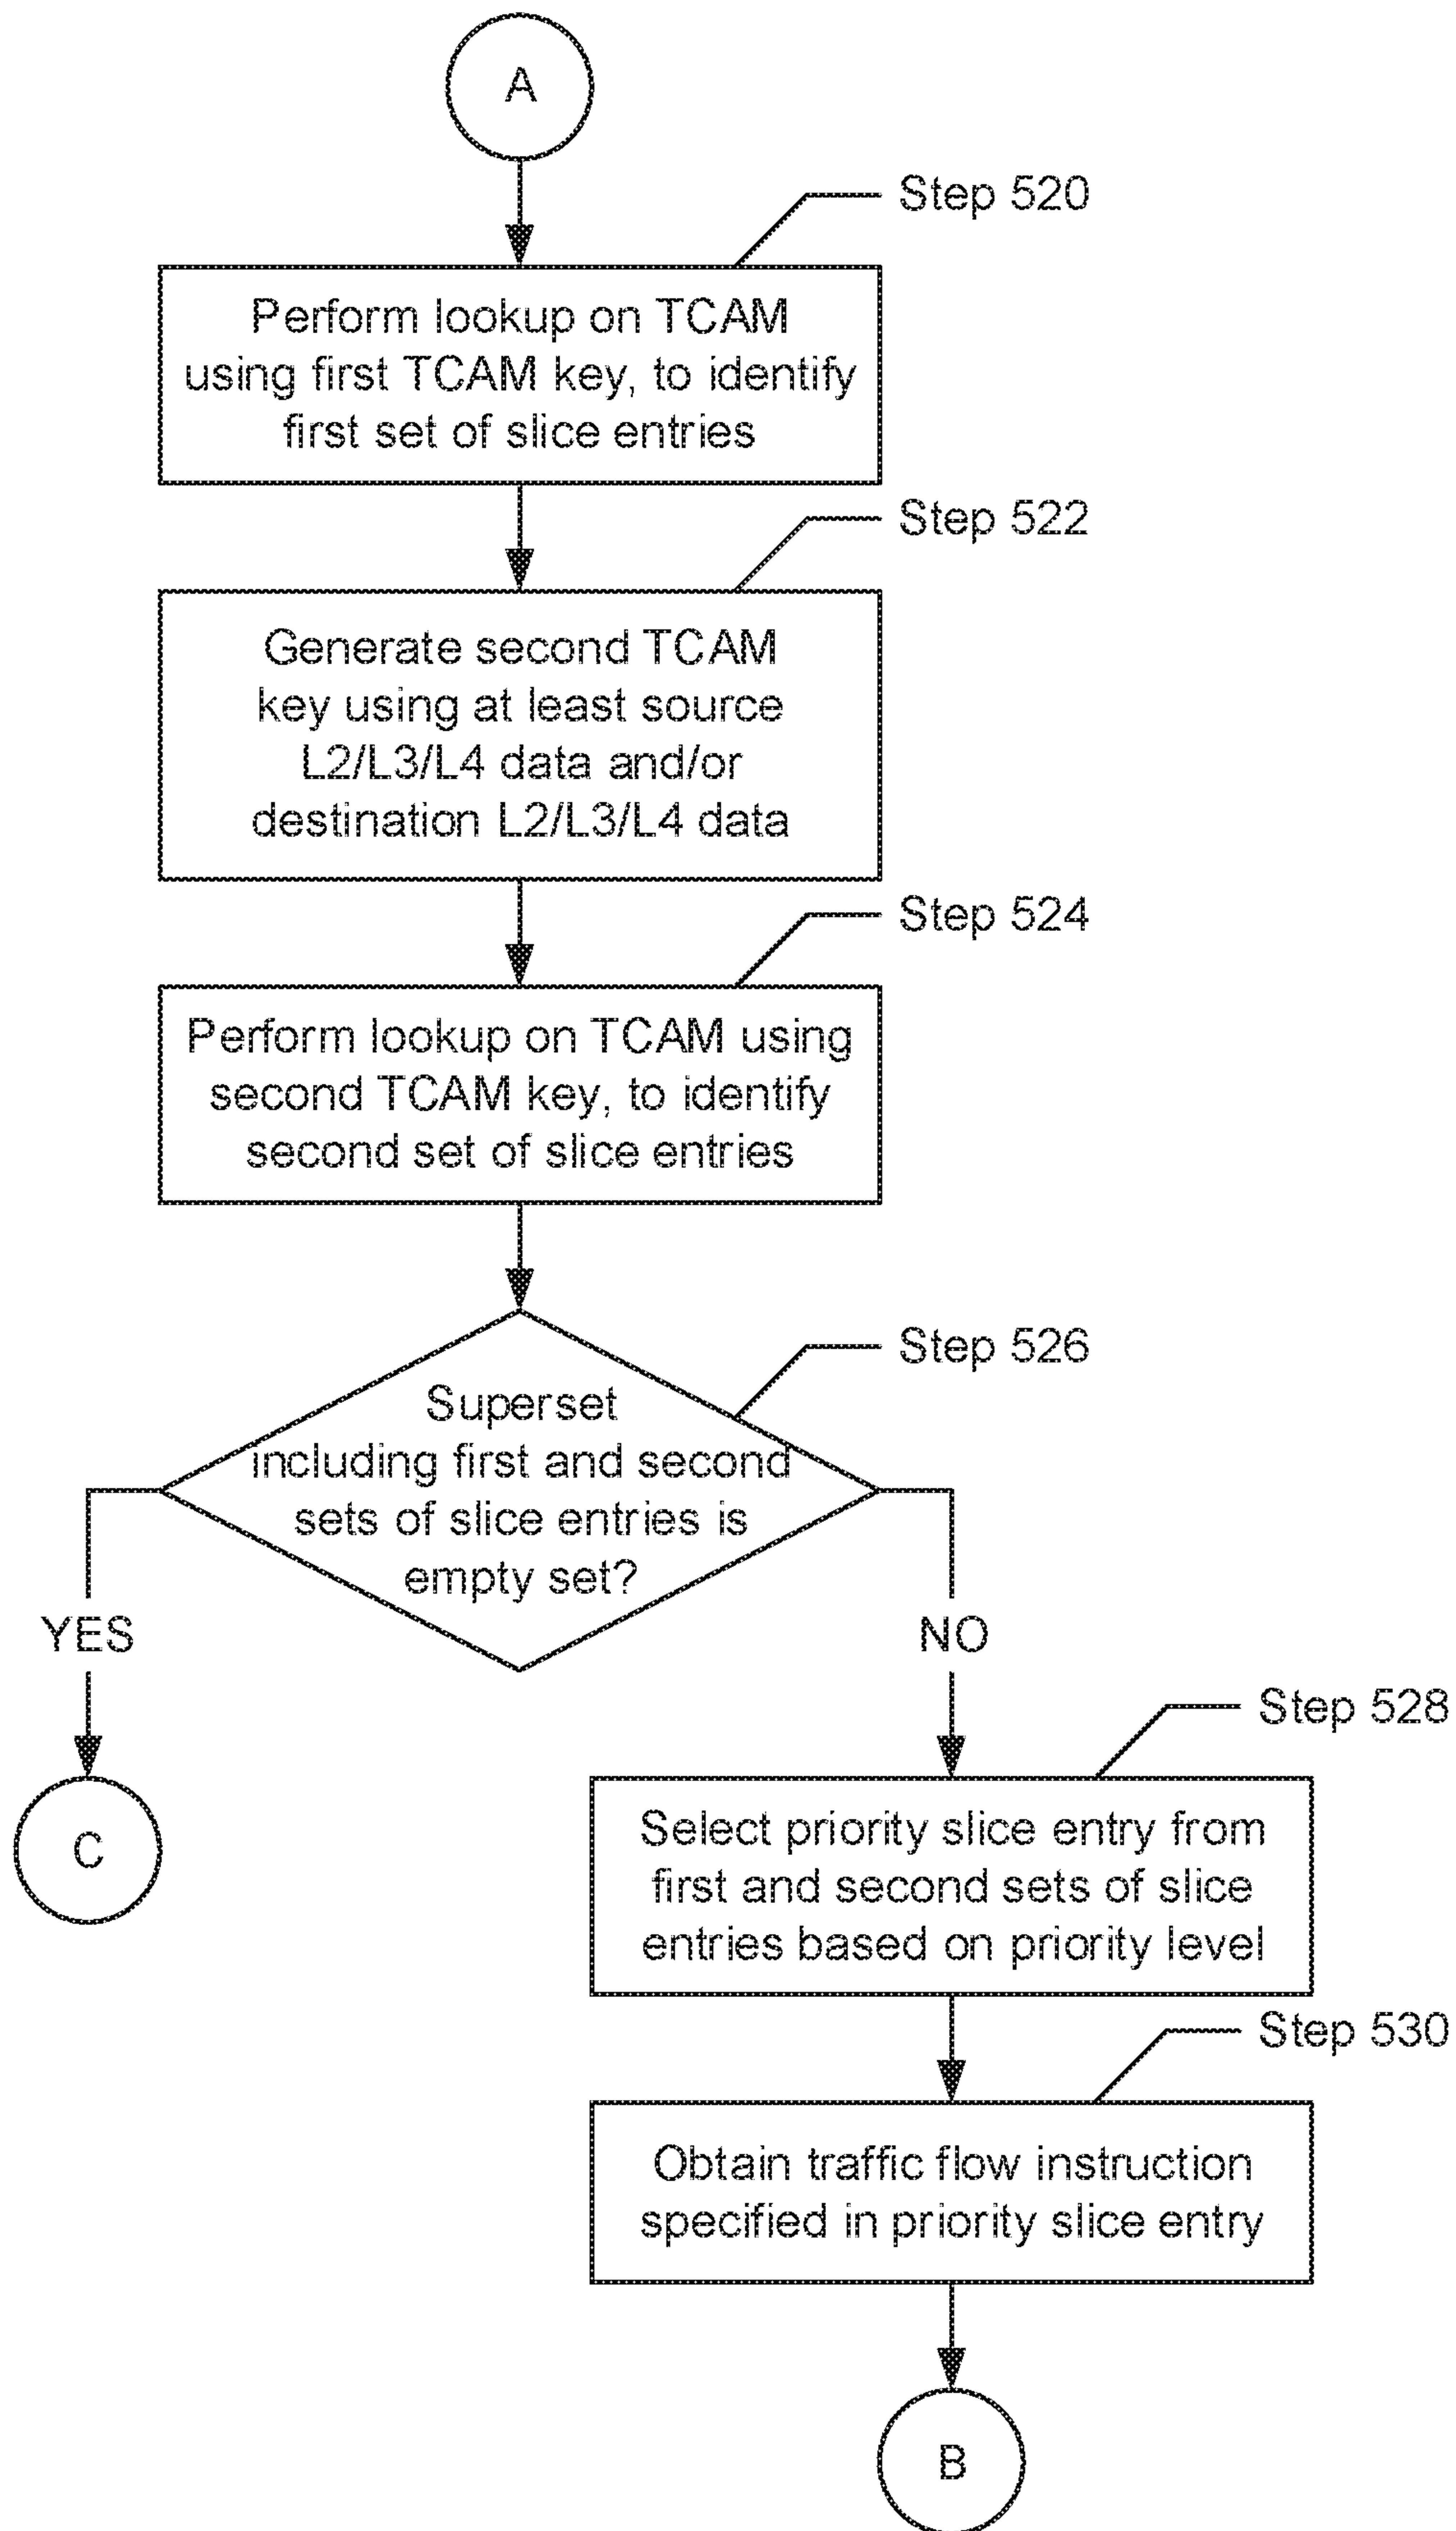 A
Step 520
Perform lookup on TCAM
using first TCAM key, to identify
first set of slice entries
Step 522
Generate second TCAM
key using at least source
L2/L3/L4 data and/or
destination L2/L3/L4 data
Step 524
Perform lookup on TCAM using
second TCAM key, to identify
second set of slice entries
Step 526
Superset
including first and second
sets of slice entries is
empty set?
YES
NO
Step 528
C
Select priority slice entry from
first and second sets of slice
entries based on priority level
Step 530
Obtain traffic flow instruction
specified in priority slice entry
B